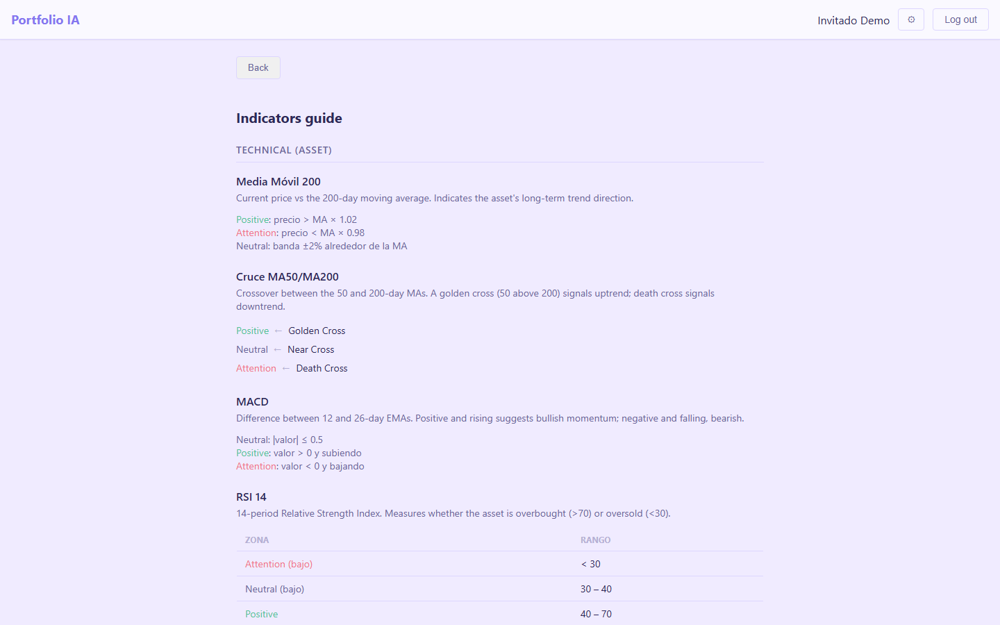 Portfolio IA
Invitado Demo
⚙
Log out
Back
Indicators guide
TECHNICAL (ASSET)
Media Móvil 200
Current price vs the 200-day moving average. Indicates the asset's long-term trend direction.
Positive: precio > MA × 1.02
Attention: precio < MA × 0.98
Neutral: banda ±2% alrededor de la MA
Cruce MA50/MA200
Crossover between the 50 and 200-day MAs. A golden cross (50 above 200) signals uptrend; death cross signals
downtrend.
Positive ← Golden Cross
Neutral ← Near Cross
Attention ← Death Cross
MACD
Difference between 12 and 26-day EMAs. Positive and rising suggests bullish momentum; negative and falling, bearish.
Neutral: |valor| ≤ 0.5
Positive: valor > 0 y subiendo
Attention: valor < 0 y bajando
RSI 14
14-period Relative Strength Index. Measures whether the asset is overbought (>70) or oversold (<30).
ZONA RANGO
Attention (bajo) < 30
Neutral (bajo) 30 – 40
Positive 40 – 70